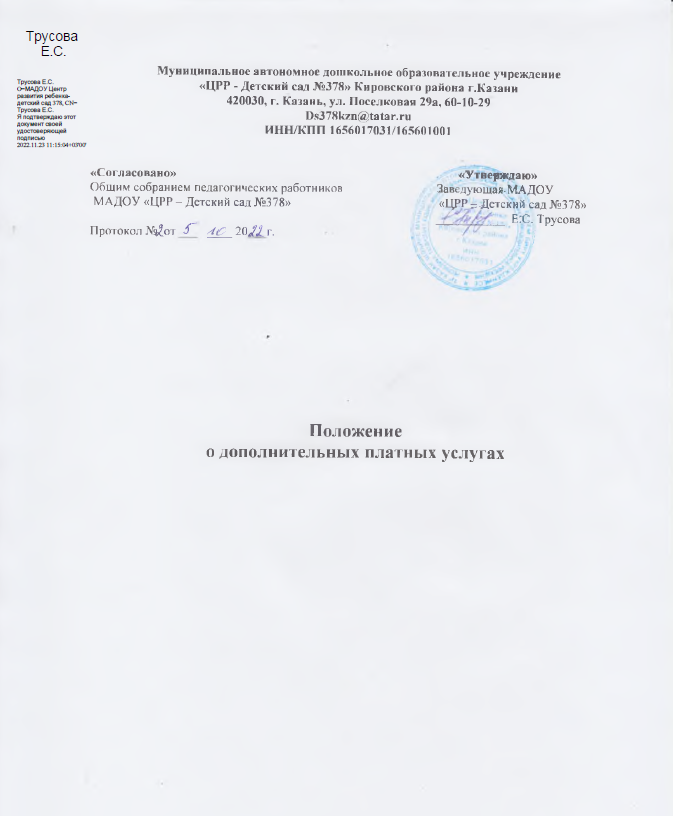 Трусова
Е.С.
Трусова Е.С.
O=МАДОУ Центр
развития ребенка-
детский сад 378, CN=
Трусова Е.С.
Я подтверждаю этот
документ своей
удостоверяющей
подписью
2022.11.23 11:15:04+03'00'
Муниципальное автономное дошкольное образовательное учреждение
«ЦРР - Детский сад №378» Кировского района г.Казани
420030, г. Казань, ул. Поселковая 29а, 60-10-29
Ds378kzn@tatar.ru
ИНН/КПП 1656017031/165601001
«Согласовано»
Общим собранием педагогических работников
МАДОУ «ЦРР – Детский сад №378»
Протокол №2 от 5 10 2022 г.
«Утверждаю»
Заведующая МАДОУ
«ЦРР – Детский сад №378»
Е.С. Трусова
Положение
о дополнительных платных услугах